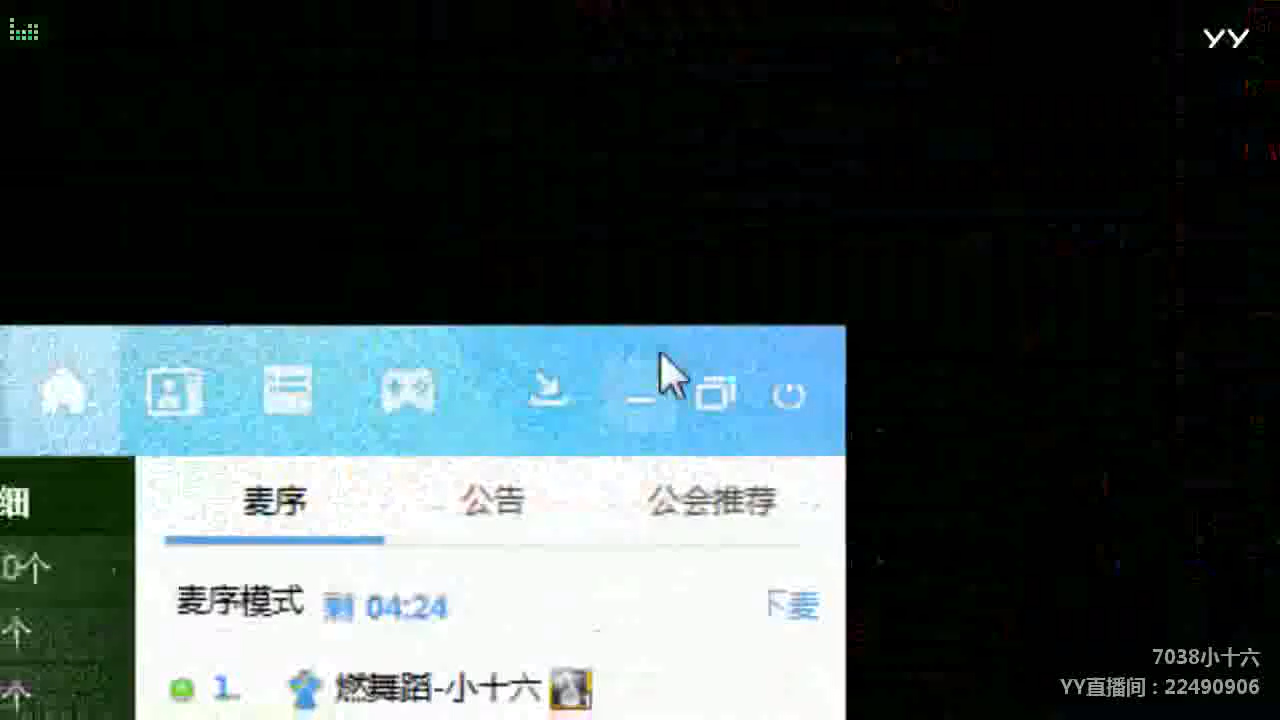 YY
细
麦序 公告 公会推荐
0个
麦序模式 剩 04:24 下麦
个
7038小十六
1. 燃舞蹈-小十六
YY直播间：22490906